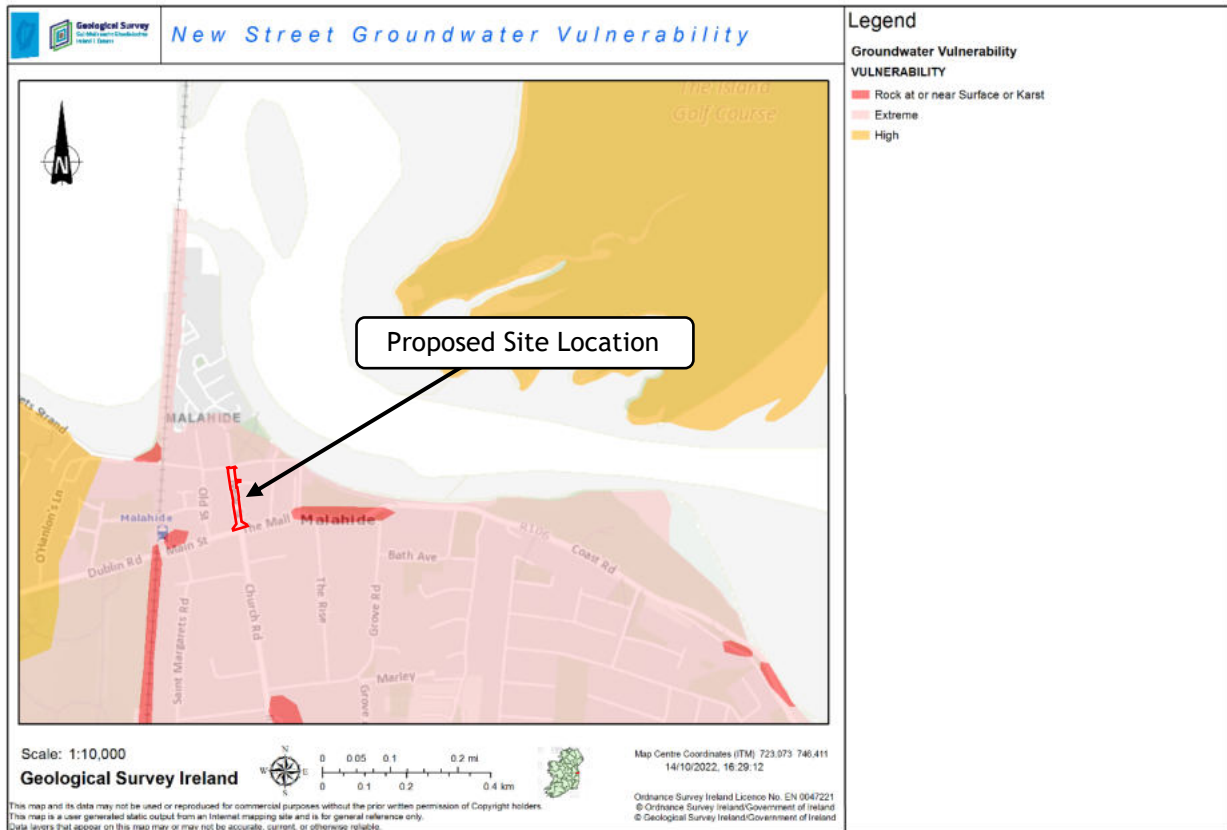 Geological Survey
Suirbhéireacht Gheolaíochta
Ireland | Éireann
New Street Groundwater Vulnerability
Legend
Groundwater Vulnerability
VULNERABILITY
Rock at or near Surface or Karst
Extreme
High
The Island
Golf Course
N
Proposed Site Location
MALAHIDE
ets Strand
O'Hanlon's Ln
Malahide
Old St
The Mall
Malahide
Main St
Dublin Rd
R106
Coast Rd
Bath Ave
Saint Margarets Rd
Church Rd
The Rise
Grove Rd
Marley
Grove
Scale: 1:10,000
Geological Survey Ireland
N
W
E
S
0 0.05 0.1 0.2 mi
0 0.1 0.2 0.4 km
Map Centre Coordinates (ITM) 723,073 746,411
14/10/2022, 16:29:12
Ordnance Survey Ireland Licence No. EN 0047221
© Ordnance Survey Ireland/Government of Ireland
© Geological Survey Ireland/Government of Ireland
This map and its data may not be used or reproduced for commercial purposes without the prior written permission of Copyright holders.
This map is a user generated static output from an Internet mapping site and is for general reference only.
Data layers that appear on this map may or may not be accurate, current, or otherwise reliable.